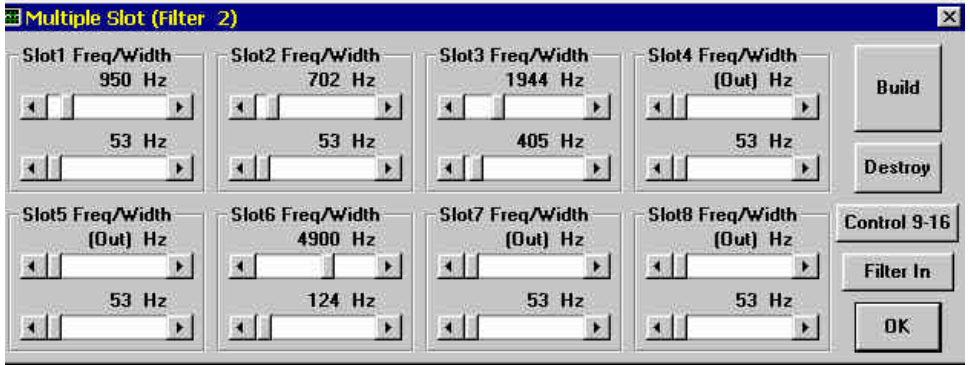 Multiple Slot (Filter 2)
Slot1 Freq/Width
950 Hz
53 Hz
Slot2 Freq/Width
702 Hz
53 Hz
Slot3 Freq/Width
1944 Hz
405 Hz
Slot4 Freq/Width
(Out) Hz
53 Hz
Build
Destroy
Slot5 Freq/Width
(Out) Hz
53 Hz
Slot6 Freq/Width
4900 Hz
124 Hz
Slot7 Freq/Width
(Out) Hz
53 Hz
Slot8 Freq/Width
(Out) Hz
53 Hz
Control 9-16
Filter In
OK